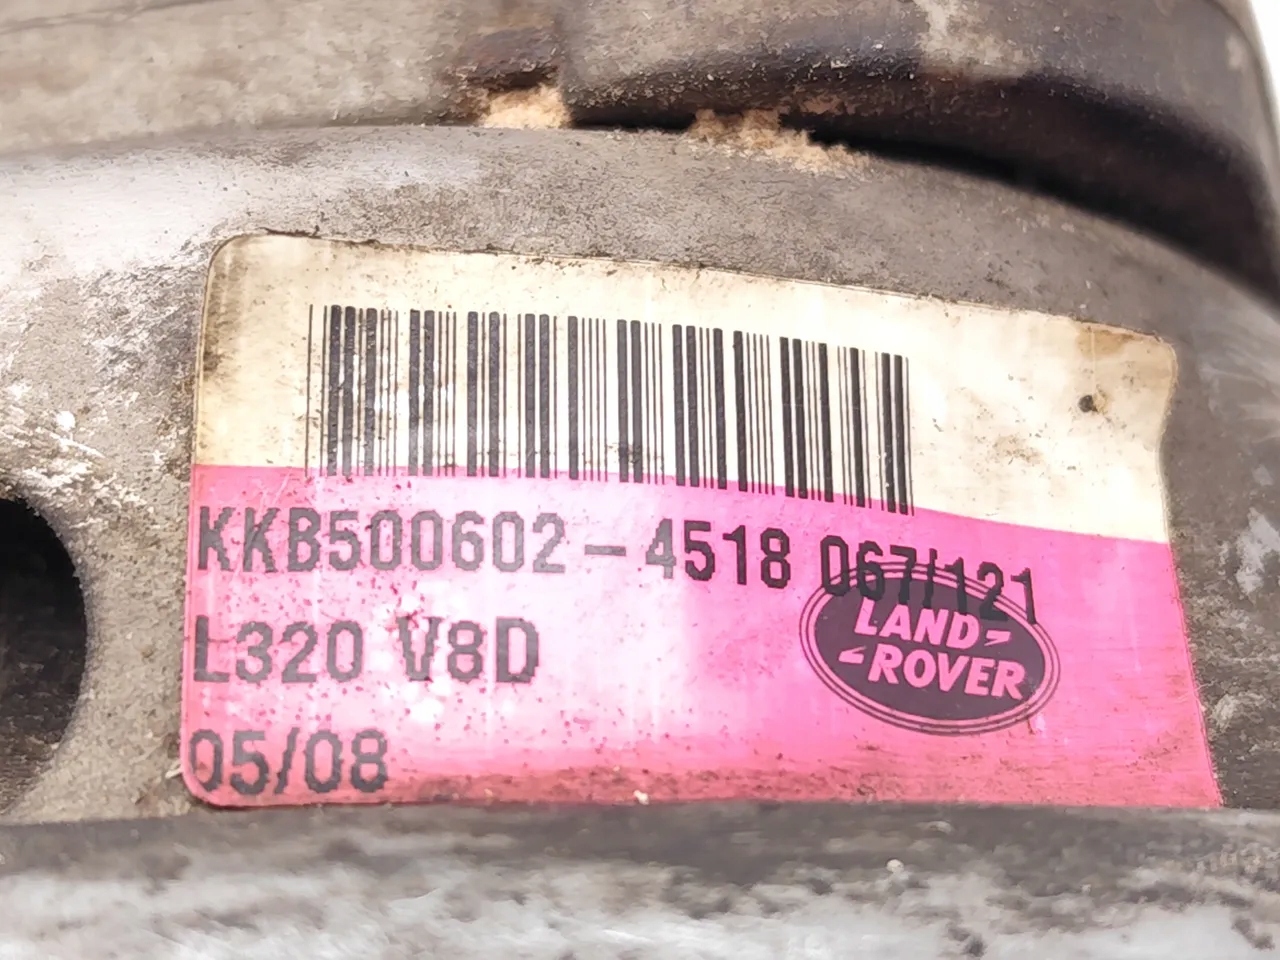 KKB500602-4518 067/121
LAND
ROVER
L320 V8D
05/08